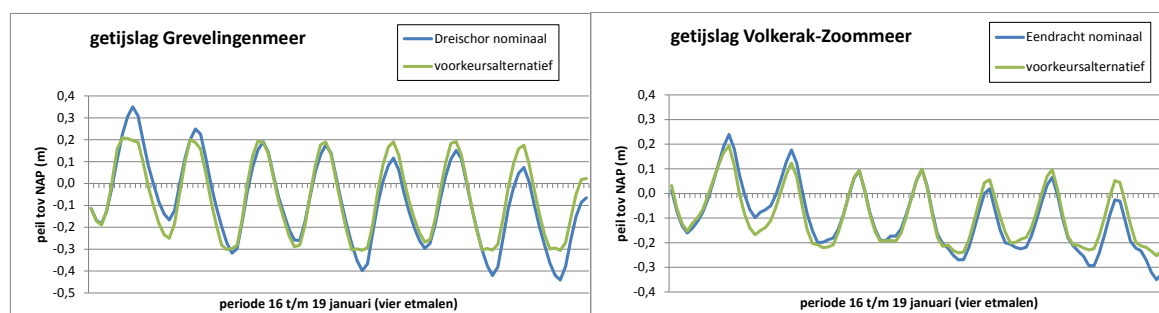 getijslag Grevelingenmeer
Dreischor nominaal
voorkeursalternatief
peil tov NAP (m)
0,4
0,3
0,2
0,1
0,0
-0,1
-0,2
-0,3
-0,4
-0,5
periode 16 t/m 19 januari (vier etmalen)
getijslag Volkerak-Zoommeer
Eendracht nominaal
voorkeursalternatief
peil tov NAP (m)
0,4
0,3
0,2
0,1
0,0
-0,1
-0,2
-0,3
-0,4
periode 16 t/m 19 januari (vier etmalen)